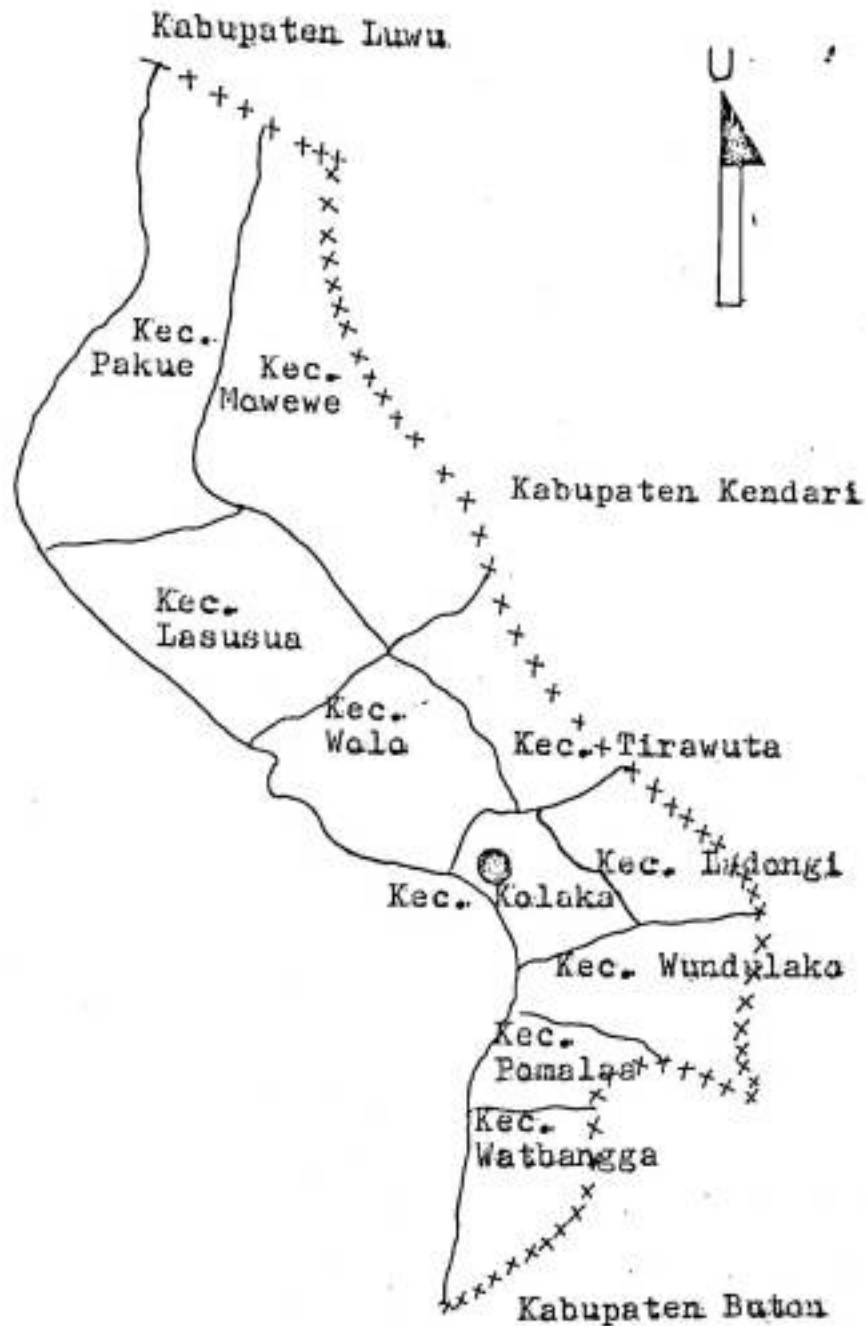 Kabupaten Luwu
U
Kec.
Pakue
Kec.
Mowewe
Kabupaten Kendari
Kec.
Lasusua
Kec.
Wolo
Kec. Tirawuta
Kec. Ladongi
Kec. Kolaka
Kec. Wundulako
Kec.
Pomalaa
Kec.
Watbangga
Kabupaten Buton